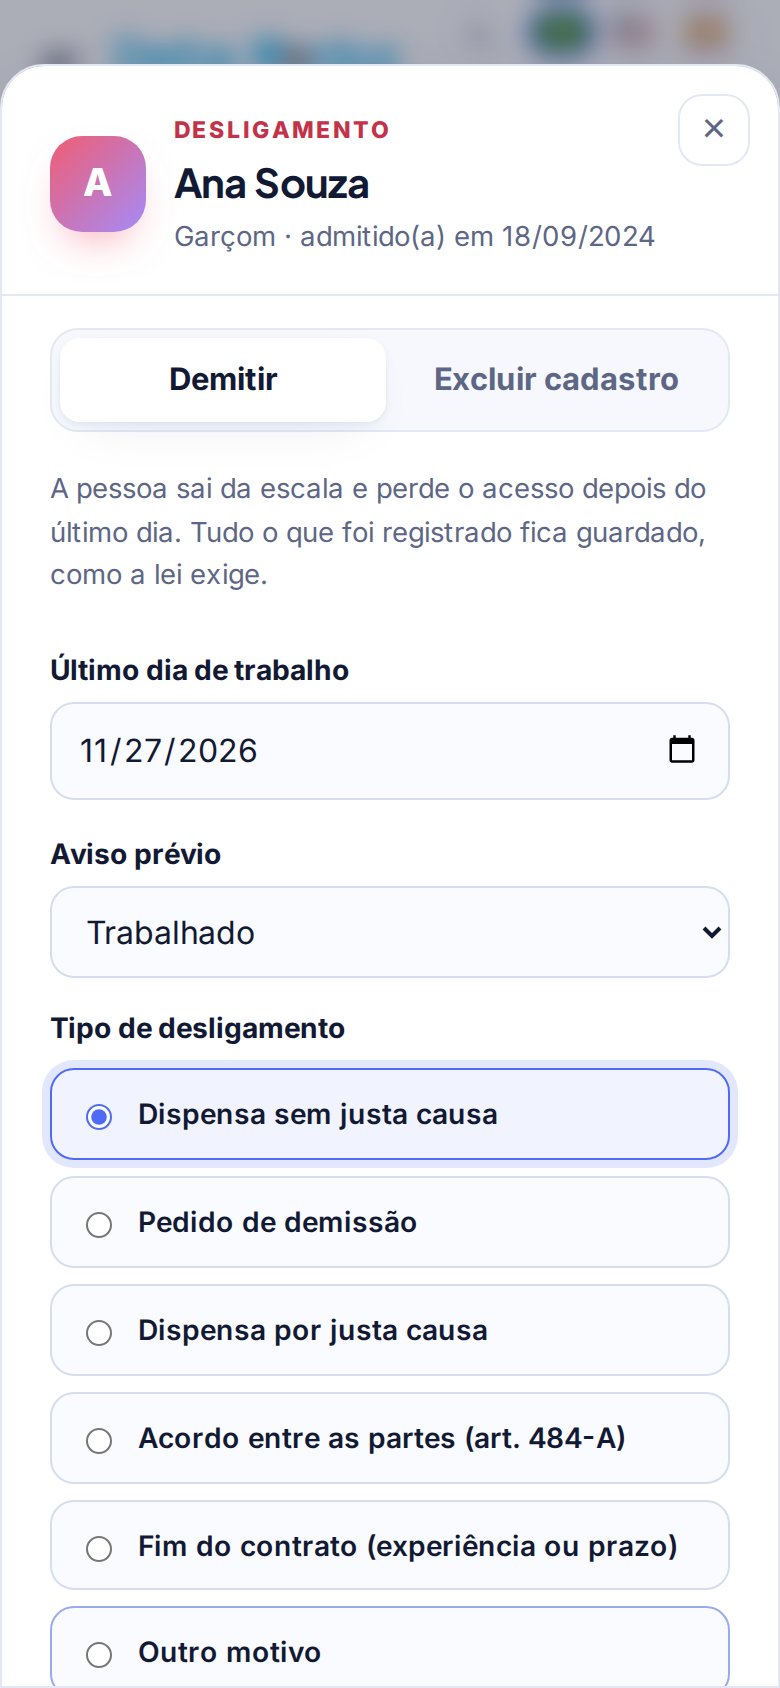 DESLIGAMENTO
A
Ana Souza
Garçom · admitido(a) em 18/09/2024
✕
Demitir
Excluir cadastro
A pessoa sai da escala e perde o acesso depois do
último dia. Tudo o que foi registrado fica guardado,
como a lei exige.
Último dia de trabalho
11/27/2026
Aviso prévio
Trabalhado
Tipo de desligamento
Dispensa sem justa causa
Pedido de demissão
Dispensa por justa causa
Acordo entre as partes (art. 484-A)
Fim do contrato (experiência ou prazo)
Outro motivo